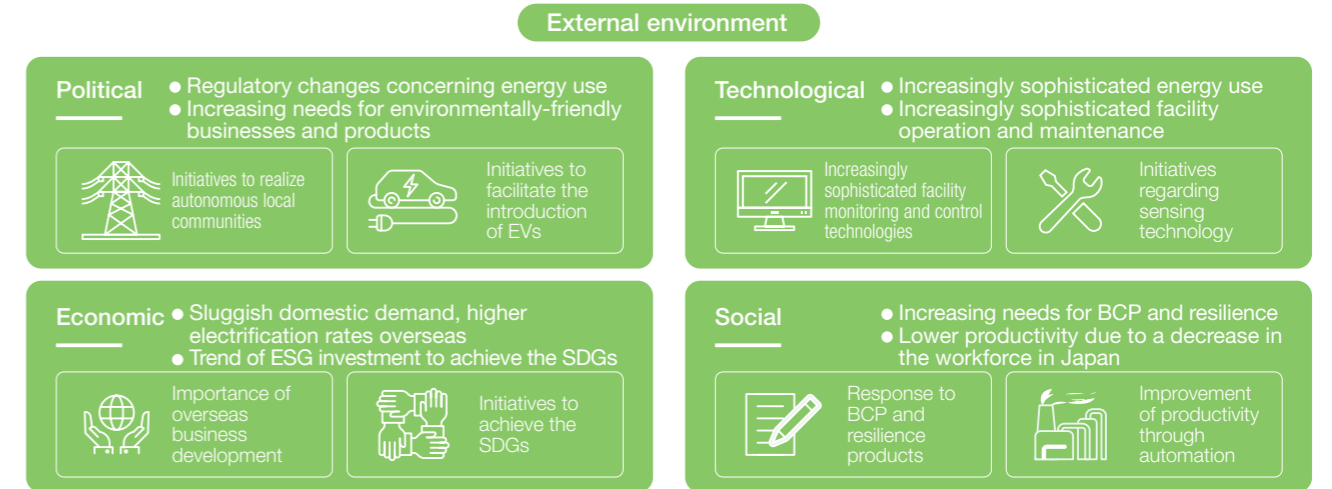 External environment
Political
● Regulatory changes concerning energy use
● Increasing needs for environmentally-friendly
businesses and products
Initiatives to realize
autonomous local
communities
Initiatives to
facilitate the
introduction
of EVs
Technological
● Increasingly sophisticated energy use
● Increasingly sophisticated facility
operation and maintenance
Increasingly
sophisticated facility
monitoring and control
technologies
Initiatives
regarding
sensing
technology
Economic
● Sluggish domestic demand, higher
electrification rates overseas
● Trend of ESG investment to achieve the SDGs
Importance of
overseas
business
development
Initiatives to
achieve the
SDGs
Social
● Increasing needs for BCP and resilience
● Lower productivity due to a decrease in
the workforce in Japan
Response to
BCP and
resilience
products
Improvement
of productivity
through
automation